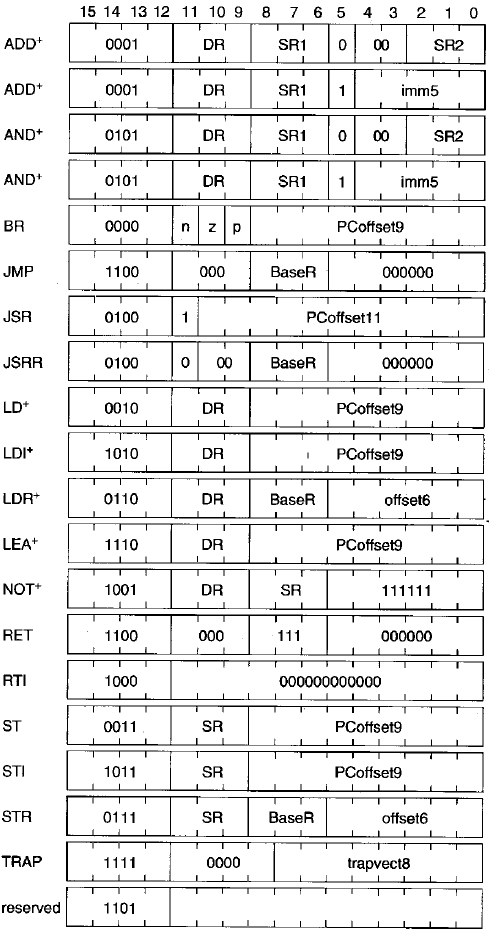 15 14 13 12 11 10 9 8 7 6 5 4 3 2 1 0
ADD+ 0001 DR SR1 0 00 SR2
ADD+ 0001 DR SR1 1 imm5
AND+ 0101 DR SR1 0 00 SR2
AND+ 0101 DR SR1 1 imm5
BR 0000 n z p PCoffset9
JMP 1100 000 BaseR 000000
JSR 0100 1 PCoffset11
JSRR 0100 0 00 BaseR 000000
LD+ 0010 DR PCoffset9
LDI+ 1010 DR PCoffset9
LDR+ 0110 DR BaseR offset6
LEA+ 1110 DR PCoffset9
NOT+ 1001 DR SR 111111
RET 1100 000 111 000000
RTI 1000 000000000000
ST 0011 SR PCoffset9
STI 1011 SR PCoffset9
STR 0111 SR BaseR offset6
TRAP 1111 0000 trapvect8
reserved 1101